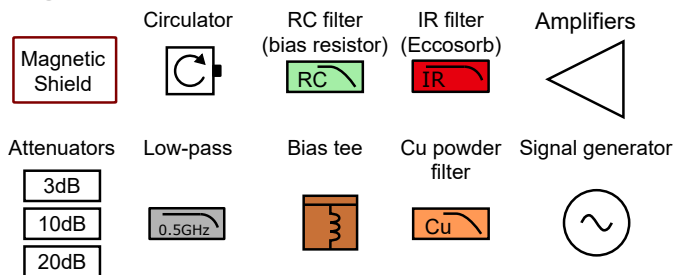 Circulator
RC filter
(bias resistor)
IR filter
(Eccosorb)
Amplifiers
Magnetic
Shield
RC
IR
Attenuators
Low-pass
Bias tee
Cu powder
filter
Signal generator
3dB
10dB
20dB
0.5GHz
Cu